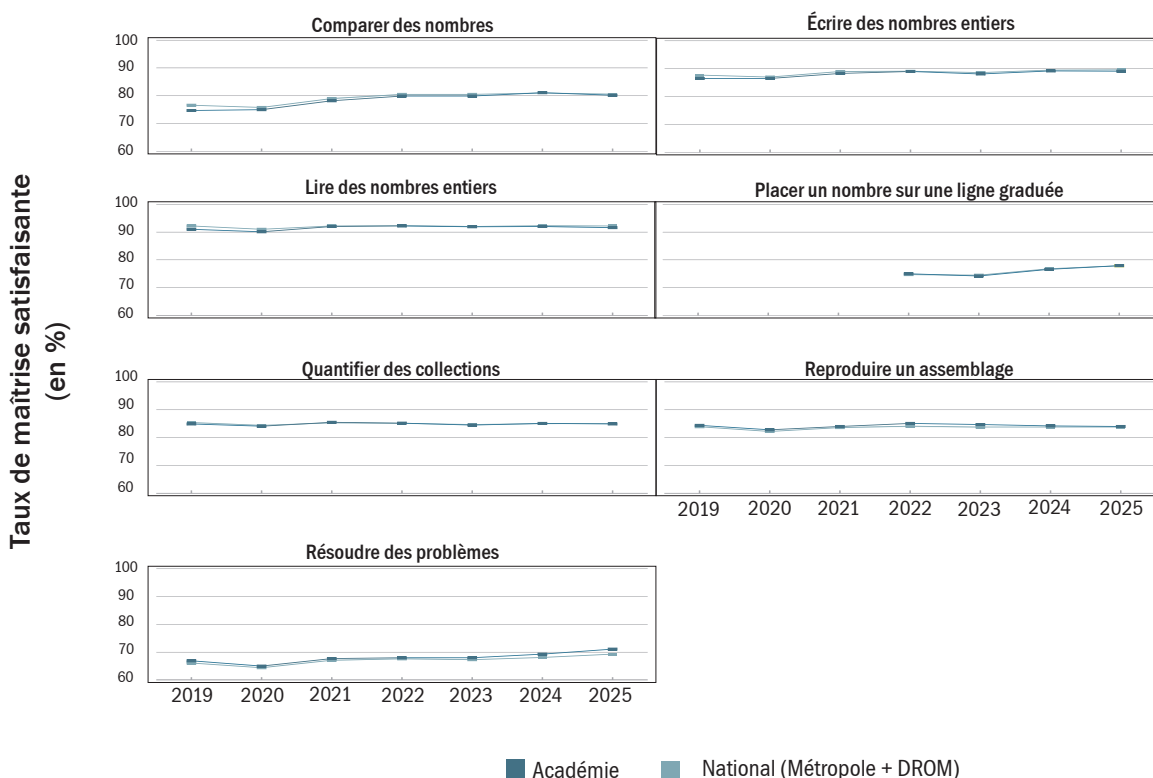 Taux de maîtrise satisfaisante
(en %)
Comparer des nombres
100
90
80
70
60
Écrire des nombres entiers
Lire des nombres entiers
100
90
80
70
60
Placer un nombre sur une ligne graduée
Quantifier des collections
100
90
80
70
60
Reproduire un assemblage
2019 2020 2021 2022 2023 2024 2025
Résoudre des problèmes
100
90
80
70
60
2019 2020 2021 2022 2023 2024 2025
Académie National (Métropole + DROM)